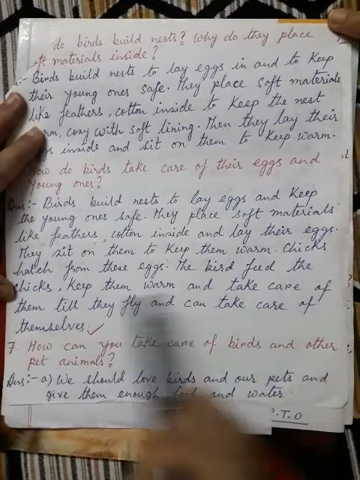 do birds build nests? Why do they place
ft materials inside?
:- Birds build nests to lay eggs in and to keep
their young ones safe. They place soft materials
like feathers, cotton inside to keep the nest
rm, cosy with soft lining. Then they lay their
gs inside and sit on them to keep warm.
How do birds take care of their eggs and
young ones?
Ans:- Birds build nests to lay eggs and keep
the young ones safe. They place soft materials
like feathers, cotton inside and lay their eggs.
They sit on them to keep them warm. Chicks
hatch from these eggs. The bird feed the
chicks, keep them warm and take care of
them till they fly and can take care of
themselves.
7 How can you take care of birds and other
pet animals?
Ans:- a) We should love birds and our pets and
give them enough food and water.
P.T.O